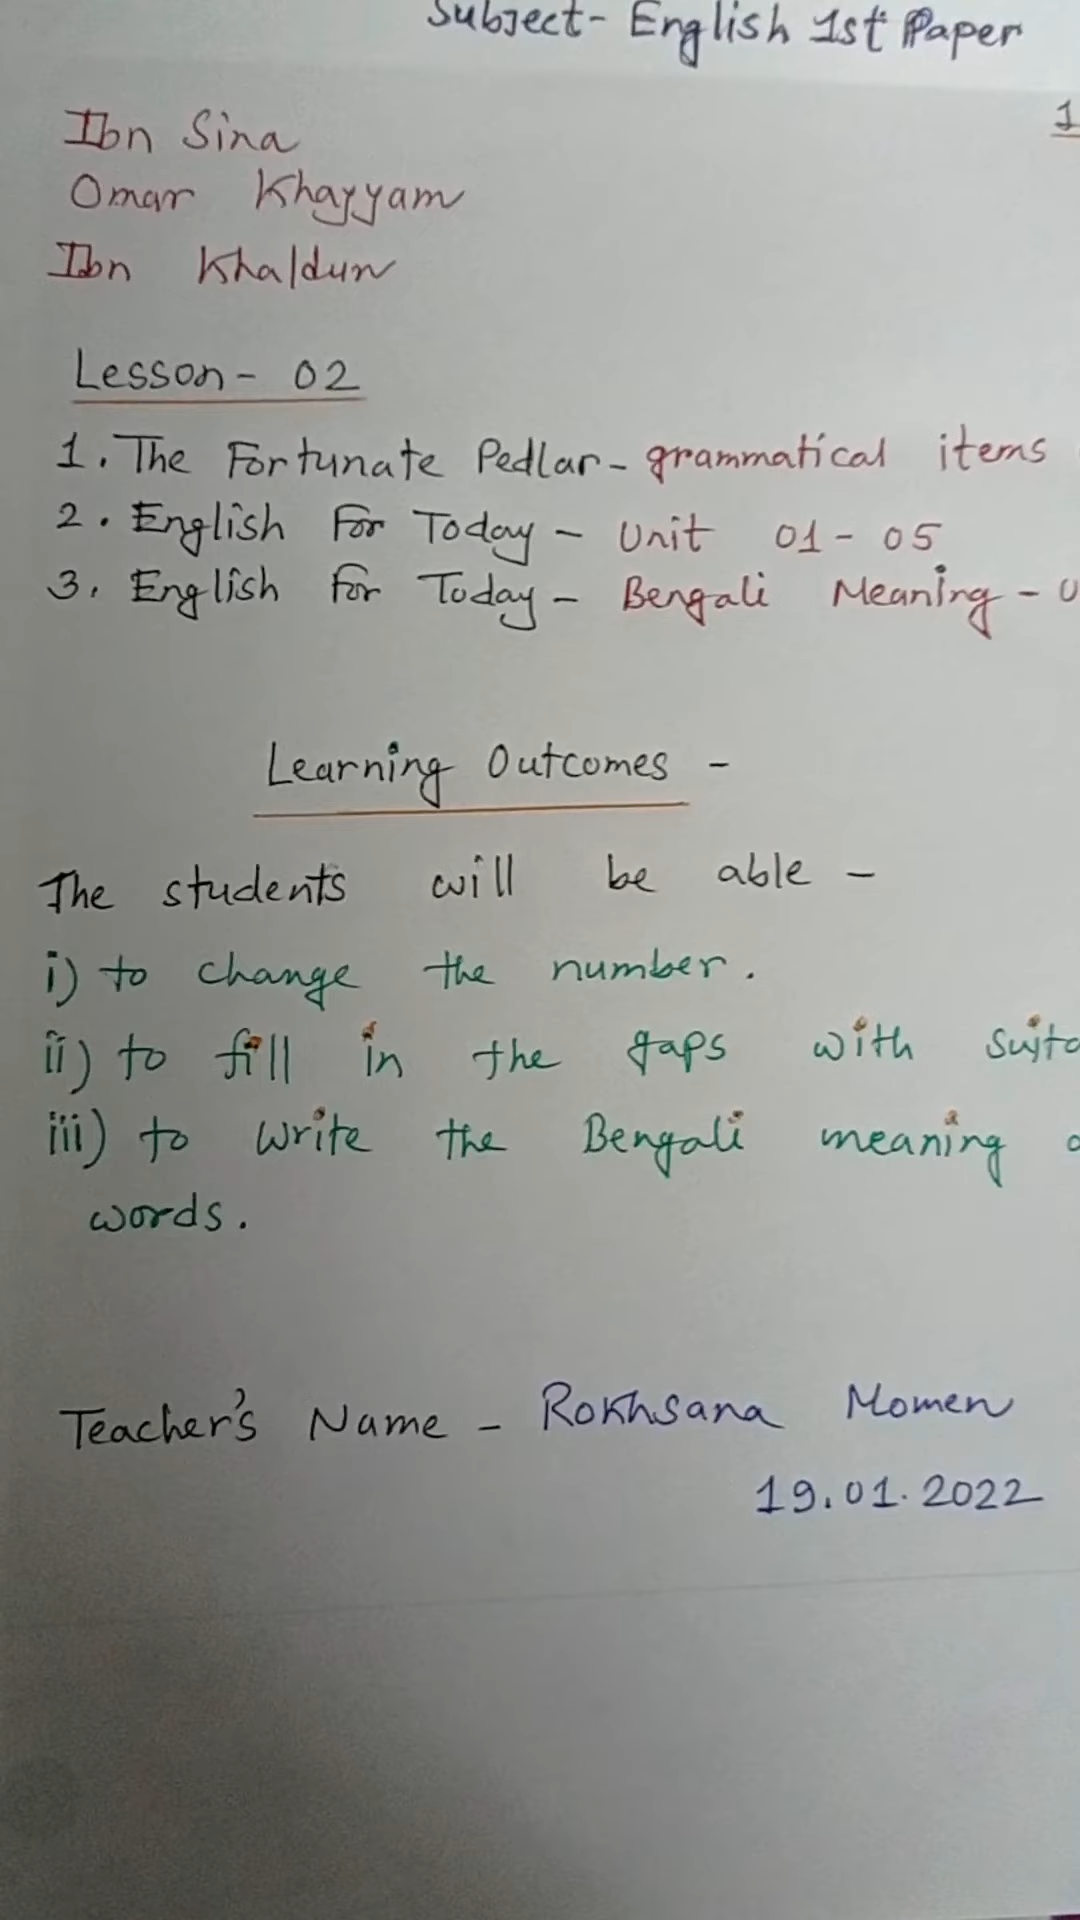 Subject- English 1st Paper
1
Ibn Sina
Omar Khayyam
Ibn Khaldun
Lesson- 02
1. The Fortunate Pedlar- grammatical items
2. English For Today - Unit 01- 05
3. English For Today - Bengali Meaning - U
Learning Outcomes -
The students will be able -
i) to change the number.
ii) to fill in the gaps with
iii) to write the Bengali meaning
words.
Teacher's Name - Rokhsana Momen
19.01.2022